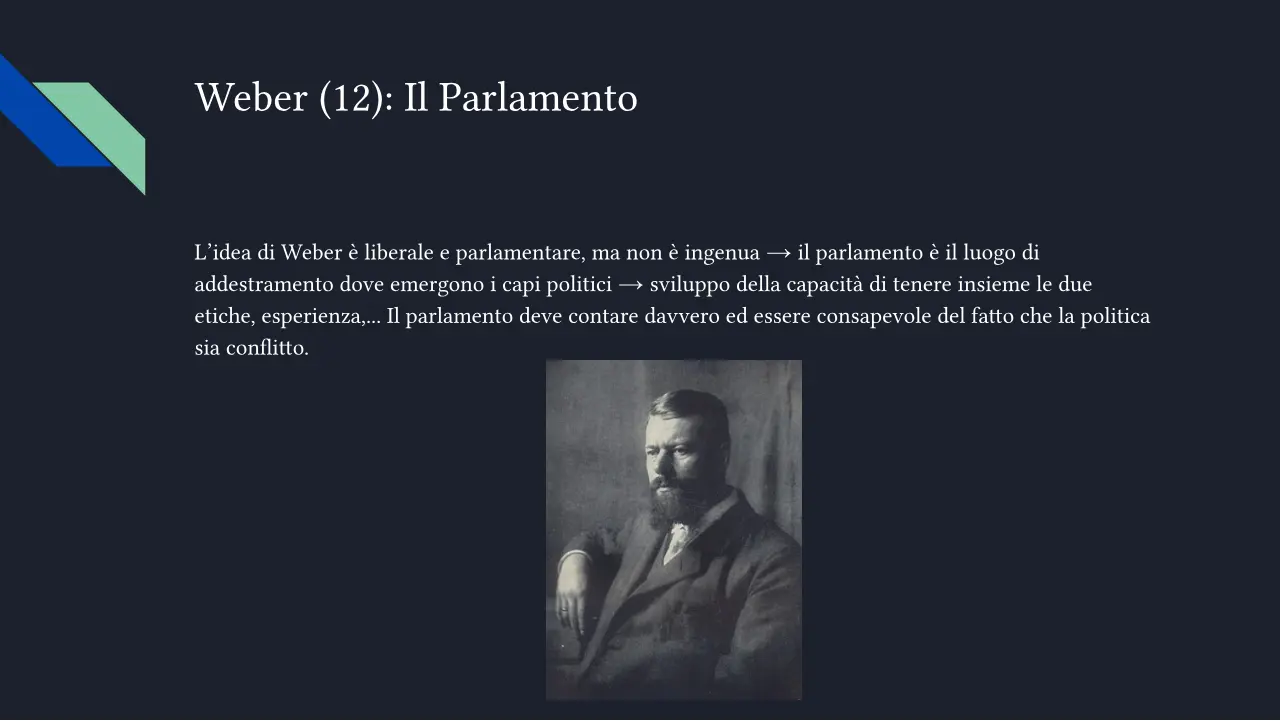 Weber (12): Il Parlamento
L’idea di Weber è liberale e parlamentare, ma non è ingenua → il parlamento è il luogo di
addestramento dove emergono i capi politici → sviluppo della capacità di tenere insieme le due
etiche, esperienza,... Il parlamento deve contare davvero ed essere consapevole del fatto che la politica
sia conflitto.